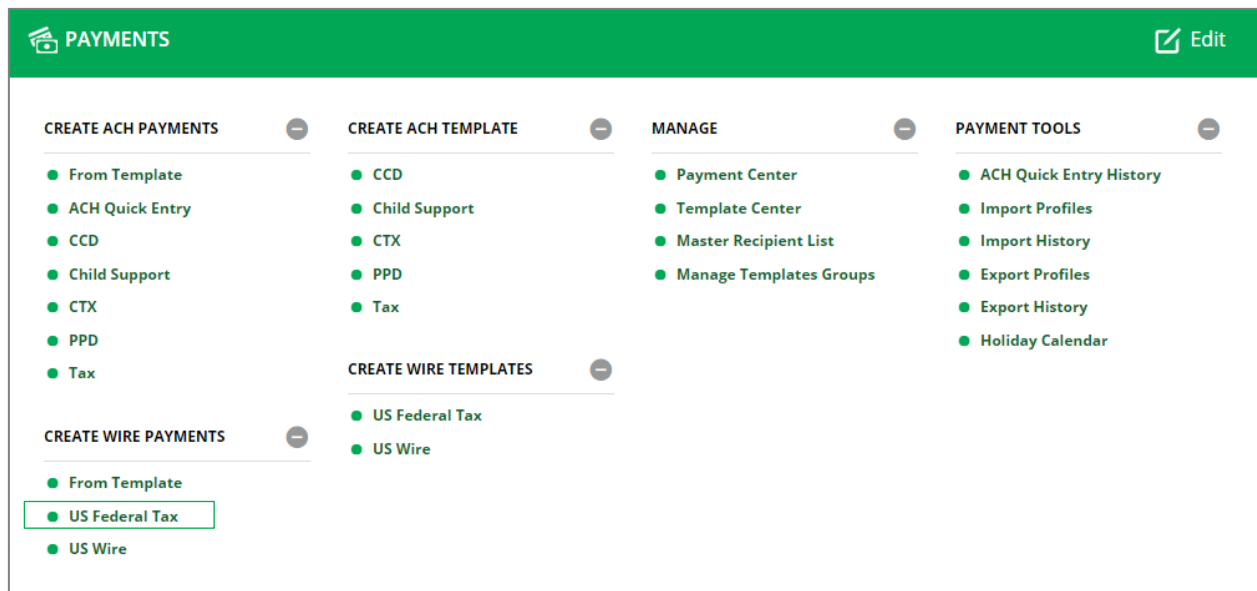 PAYMENTS
Edit
CREATE ACH PAYMENTS
From Template
ACH Quick Entry
CCD
Child Support
CTX
PPD
Tax
CREATE WIRE PAYMENTS
From Template
US Federal Tax
US Wire
CREATE ACH TEMPLATE
CCD
Child Support
CTX
PPD
Tax
CREATE WIRE TEMPLATES
US Federal Tax
US Wire
MANAGE
Payment Center
Template Center
Master Recipient List
Manage Templates Groups
PAYMENT TOOLS
ACH Quick Entry History
Import Profiles
Import History
Export Profiles
Export History
Holiday Calendar